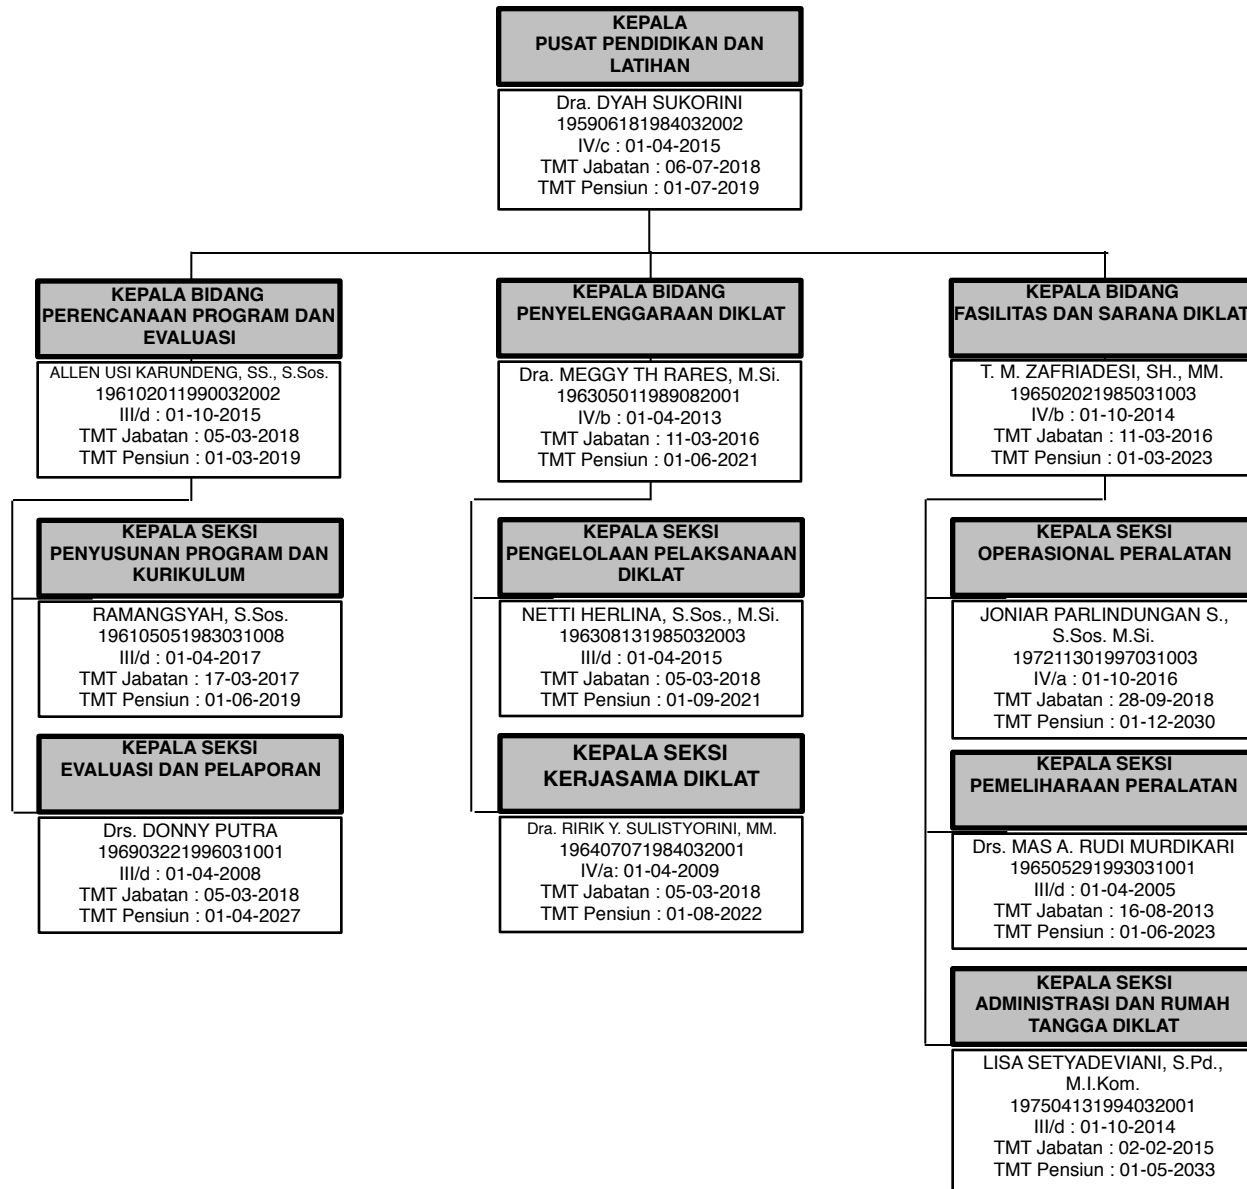 KEPALA
PUSAT PENDIDIKAN DAN
LATIHAN
Dra. DYAH SUKORINI
195906181984032002
IV/c : 01-04-2015
TMT Jabatan : 06-07-2018
TMT Pensiun : 01-07-2019
KEPALA BIDANG
PERENCANAAN PROGRAM DAN
EVALUASI
ALLEN USI KARUNDENG, SS., S.Sos.
196102011990032002
III/d : 01-10-2015
TMT Jabatan : 05-03-2018
TMT Pensiun : 01-03-2019
KEPALA SEKSI
PENYUSUNAN PROGRAM DAN
KURIKULUM
RAMANGSYAH, S.Sos.
196105051983031008
III/d : 01-04-2017
TMT Jabatan : 17-03-2017
TMT Pensiun : 01-06-2019
KEPALA SEKSI
EVALUASI DAN PELAPORAN
Drs. DONNY PUTRA
196903221996031001
III/d : 01-04-2008
TMT Jabatan : 05-03-2018
TMT Pensiun : 01-04-2027
KEPALA BIDANG
PENYELENGGARAAN DIKLAT
Dra. MEGGY TH RARES, M.Si.
196305011989082001
IV/b : 01-04-2013
TMT Jabatan : 11-03-2016
TMT Pensiun : 01-06-2021
KEPALA SEKSI
PENGELOLAAN PELAKSANAAN
DIKLAT
NETTI HERLINA, S.Sos., M.Si.
196308131985032003
III/d : 01-04-2015
TMT Jabatan : 05-03-2018
TMT Pensiun : 01-09-2021
KEPALA SEKSI
KERJASAMA DIKLAT
Dra. RIRIK Y. SULISTYORINI, MM.
196407071984032001
IV/a: 01-04-2009
TMT Jabatan : 05-03-2018
TMT Pensiun : 01-08-2022
KEPALA BIDANG
FASILITAS DAN SARANA DIKLAT
T. M. ZAFRIADESI, SH., MM.
196502021985031003
IV/b : 01-10-2014
TMT Jabatan : 11-03-2016
TMT Pensiun : 01-03-2023
KEPALA SEKSI
OPERASIONAL PERALATAN
JONIAR PARLINDUNGAN S.,
S.Sos. M.Si.
197211301997031003
IV/a : 01-10-2016
TMT Jabatan : 28-09-2018
TMT Pensiun : 01-12-2030
KEPALA SEKSI
PEMELIHARAAN PERALATAN
Drs. MAS A. RUDI MURDIKARI
196505291993031001
III/d : 01-04-2005
TMT Jabatan : 16-08-2013
TMT Pensiun : 01-06-2023
KEPALA SEKSI
ADMINISTRASI DAN RUMAH
TANGGA DIKLAT
LISA SETYADEVIANI, S.Pd.,
M.I.Kom.
197504131994032001
III/d : 01-10-2014
TMT Jabatan : 02-02-2015
TMT Pensiun : 01-05-2033